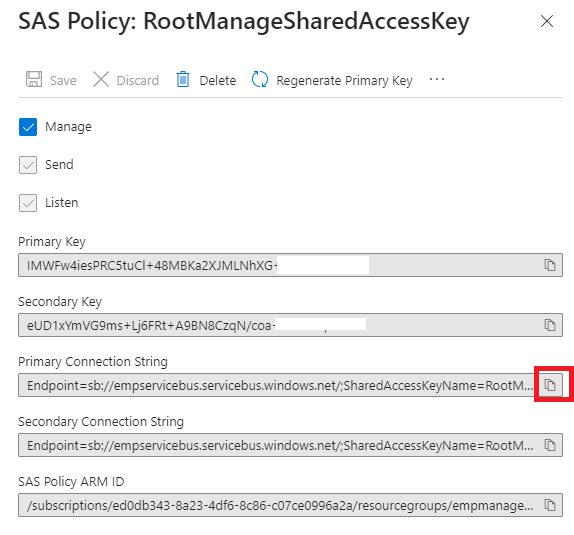 SAS Policy: RootManageSharedAccessKey
Save Discard Delete Regenerate Primary Key ...
Manage
Send
Listen
Primary Key
IMWFw4iesPRC5tuCl+48MBKa2XJMLNhXG+
Secondary Key
eUD1xYmVG9ms+Lj6FRt+A9BN8CzqN/coa
Primary Connection String
Endpoint=sb://empservicebus.servicebus.windows.net/;SharedAccessKeyName=RootM...
Secondary Connection String
Endpoint=sb://empservicebus.servicebus.windows.net/;SharedAccessKeyName=RootM...
SAS Policy ARM ID
/subscriptions/ed0db343-8a23-4df6-8c86-c07ce0996a2a/resourcegroups/empmanage...